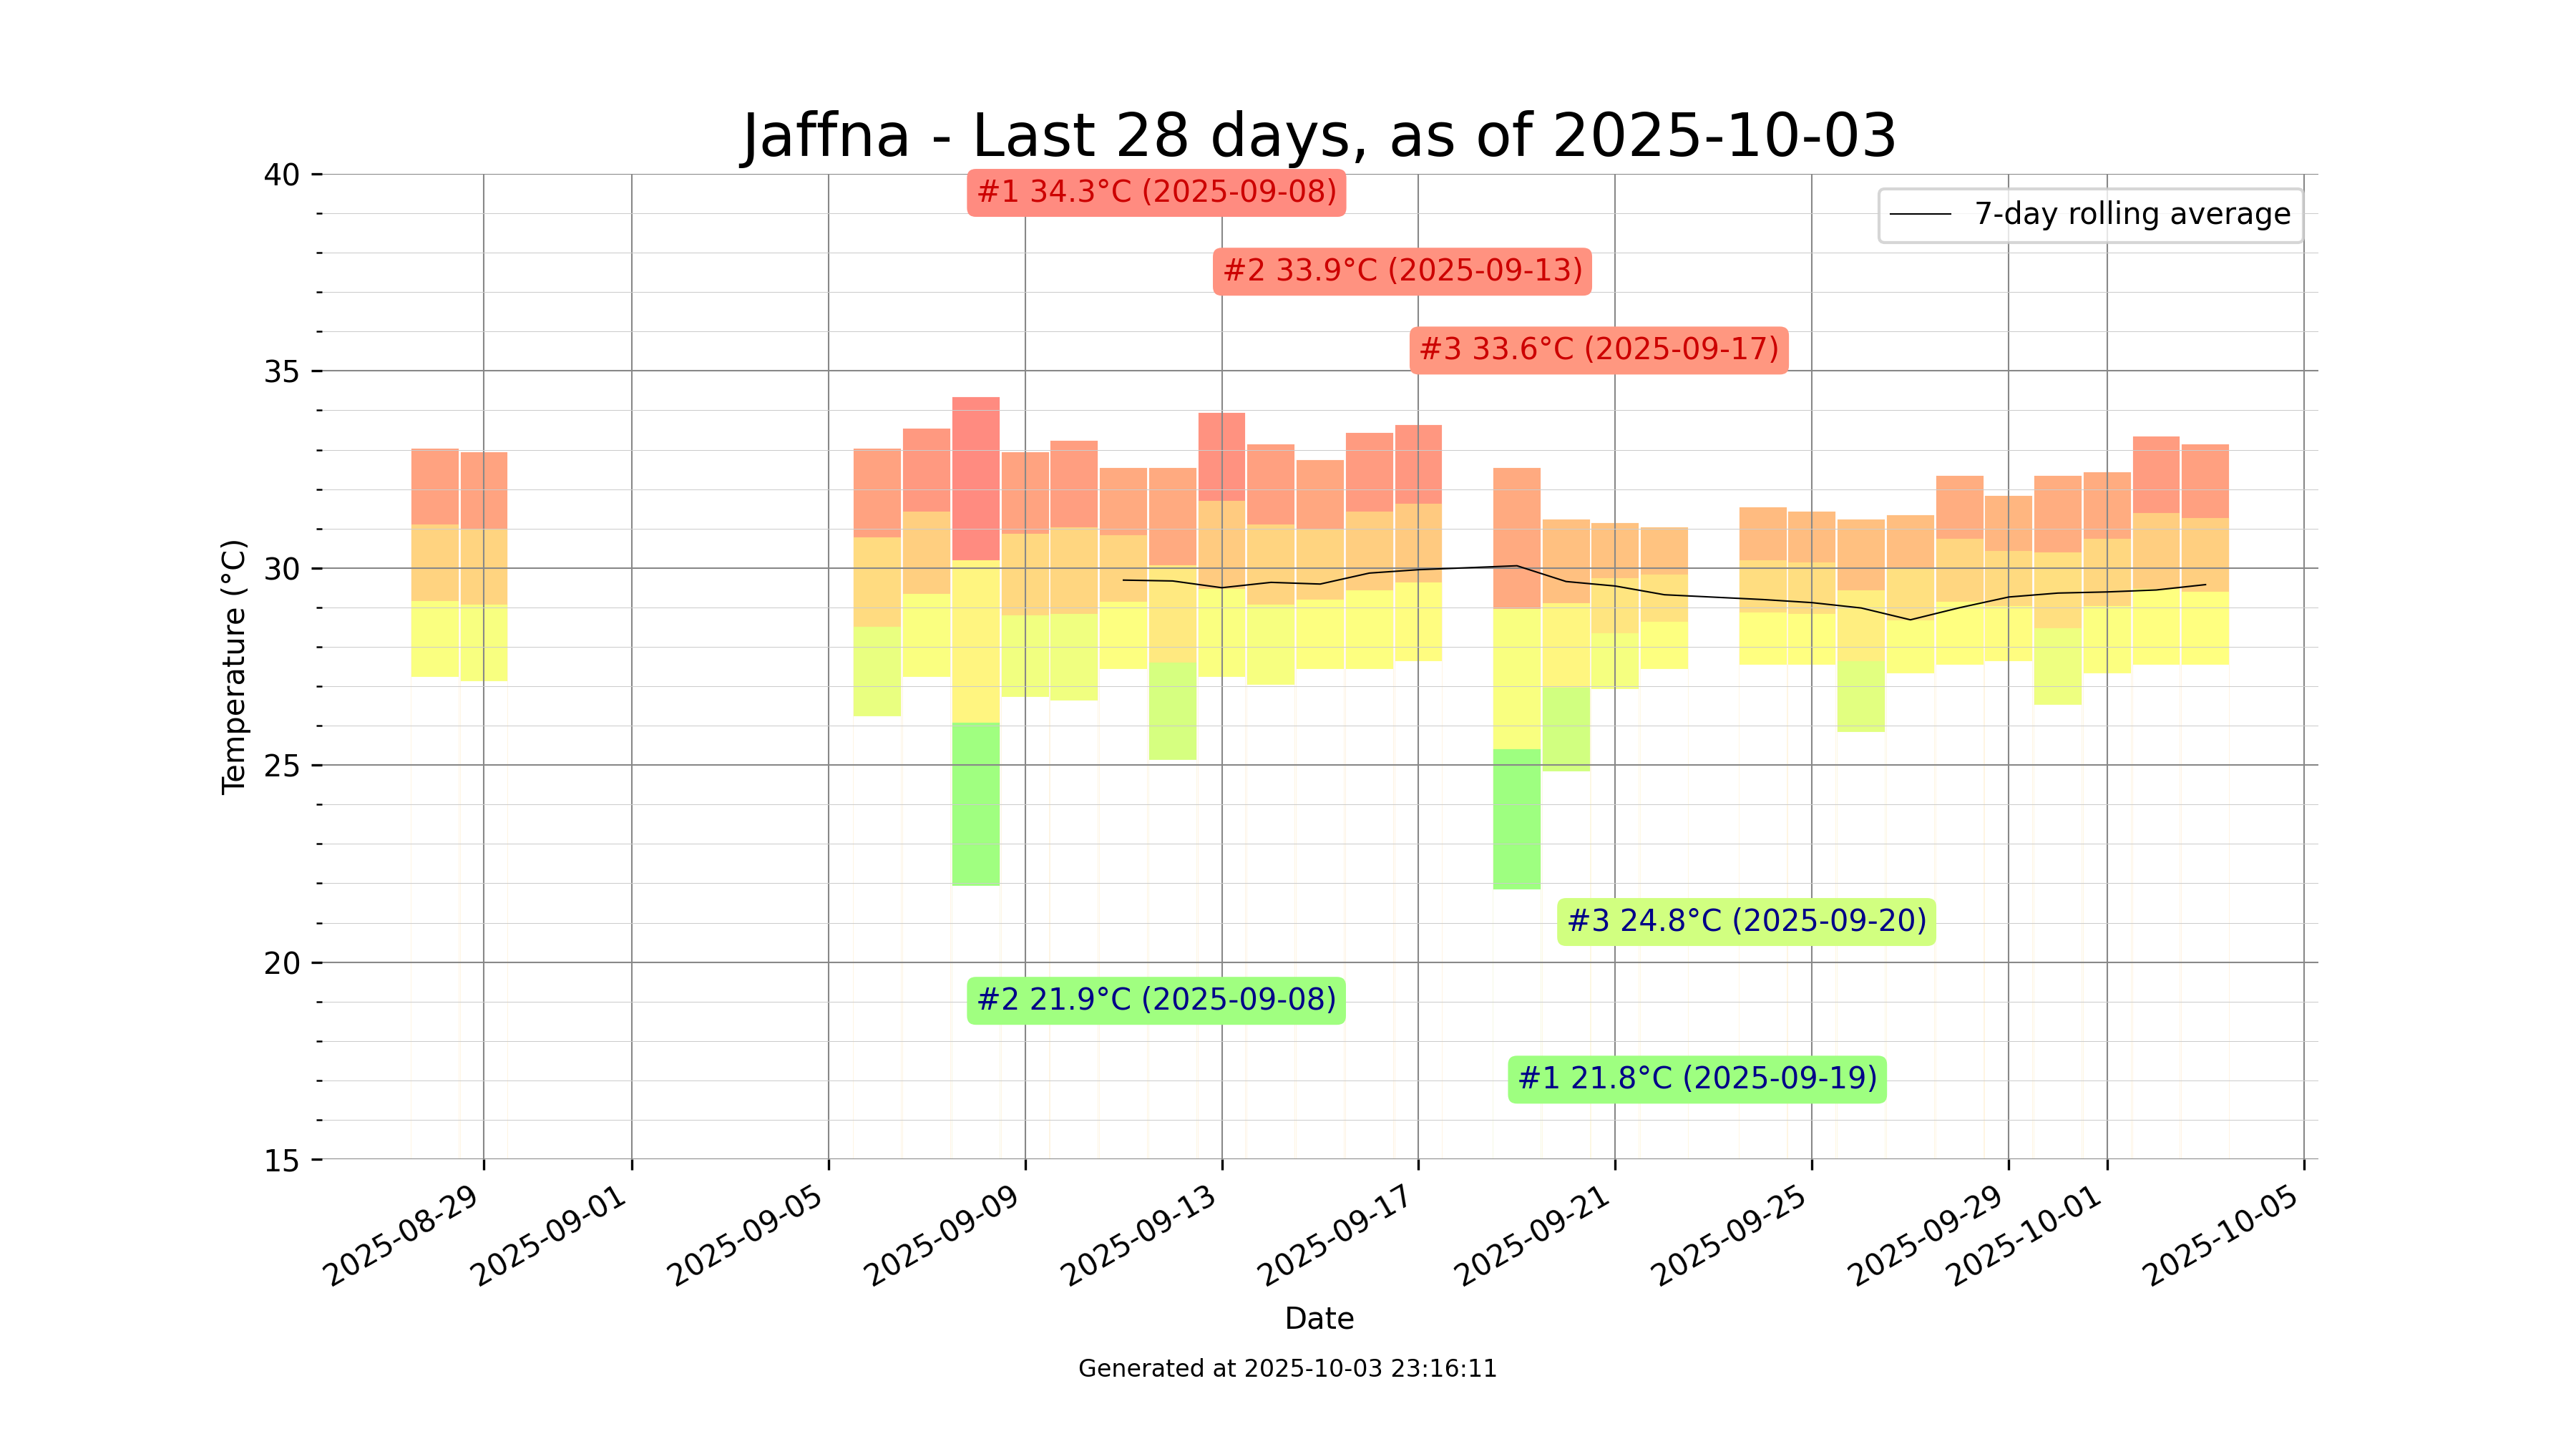 Jaffna - Last 28 days, as of 2025-10-03
40
35
30
25
20
15
Temperature (°C)
#1 34.3°C (2025-09-08)
7-day rolling average
#2 33.9°C (2025-09-13)
#3 33.6°C (2025-09-17)
#3 24.8°C (2025-09-20)
#2 21.9°C (2025-09-08)
#1 21.8°C (2025-09-19)
2025-08-29
2025-09-01
2025-09-05
2025-09-09
2025-09-13
2025-09-17
2025-09-21
2025-09-25
2025-09-29
2025-10-01
2025-10-05
Date
Generated at 2025-10-03 23:16:11